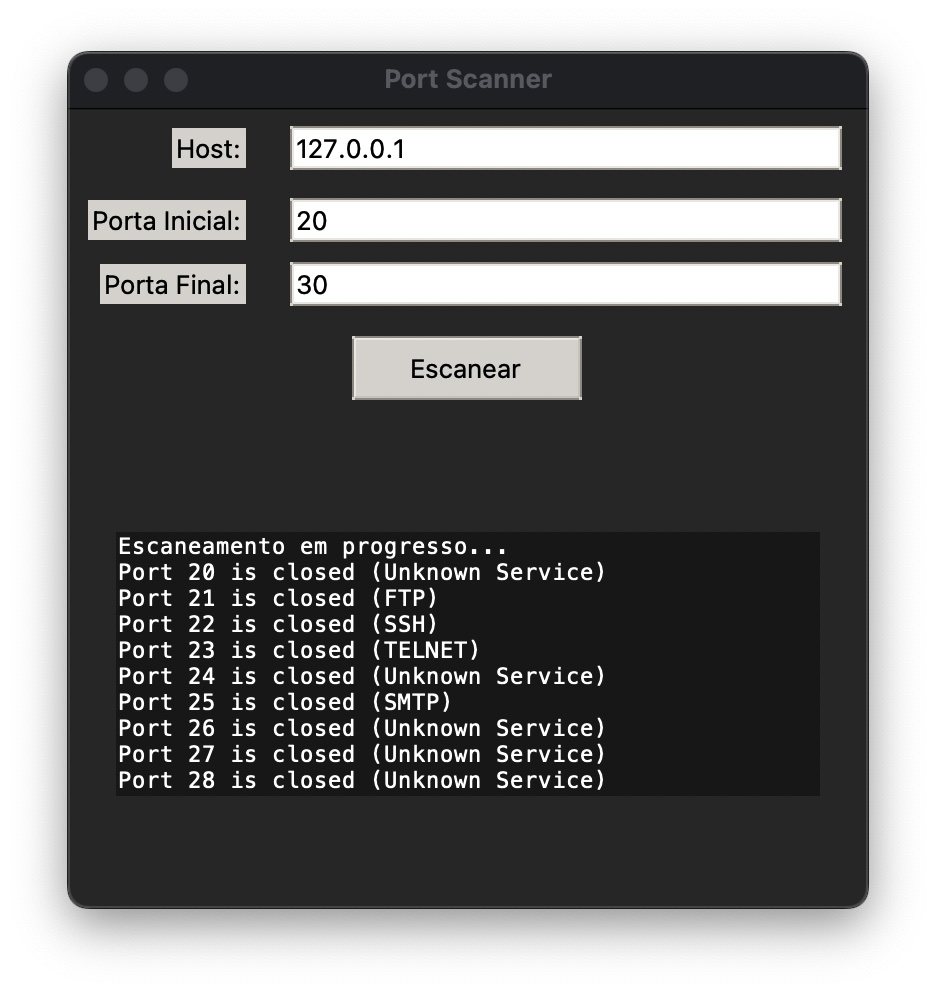 Port Scanner
Host: 127.0.0.1
Porta Inicial: 20
Porta Final: 30
Escanear
Escaneamento em progresso...
Port 20 is closed (Unknown Service)
Port 21 is closed (FTP)
Port 22 is closed (SSH)
Port 23 is closed (TELNET)
Port 24 is closed (Unknown Service)
Port 25 is closed (SMTP)
Port 26 is closed (Unknown Service)
Port 27 is closed (Unknown Service)
Port 28 is closed (Unknown Service)